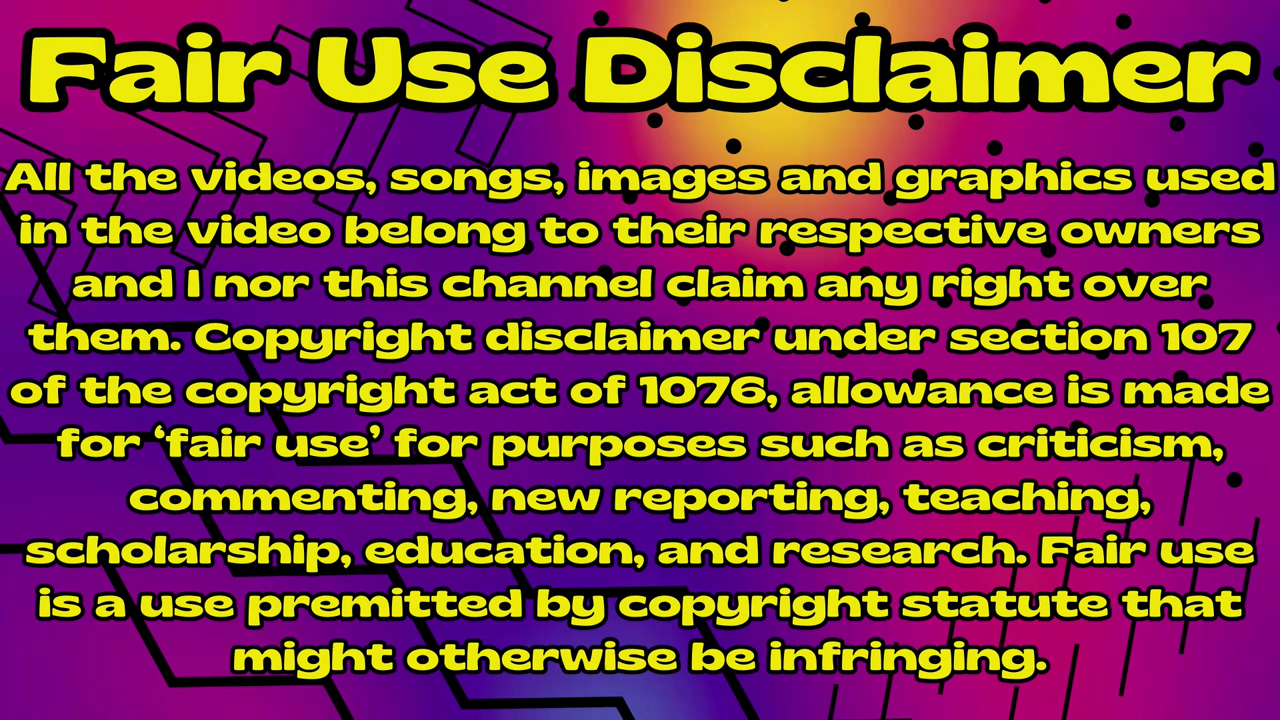 Fair Use Disclaimer
All the videos, songs, images and graphics used
in the video belong to their respective owners
and I nor this channel claim any right over
them. Copyright disclaimer under section 107
of the copyright act of 1076, allowance is made
for ‘fair use’ for purposes such as criticism,
commenting, new reporting, teaching,
scholarship, education, and research. Fair use
is a use premitted by copyright statute that
might otherwise be infringing.